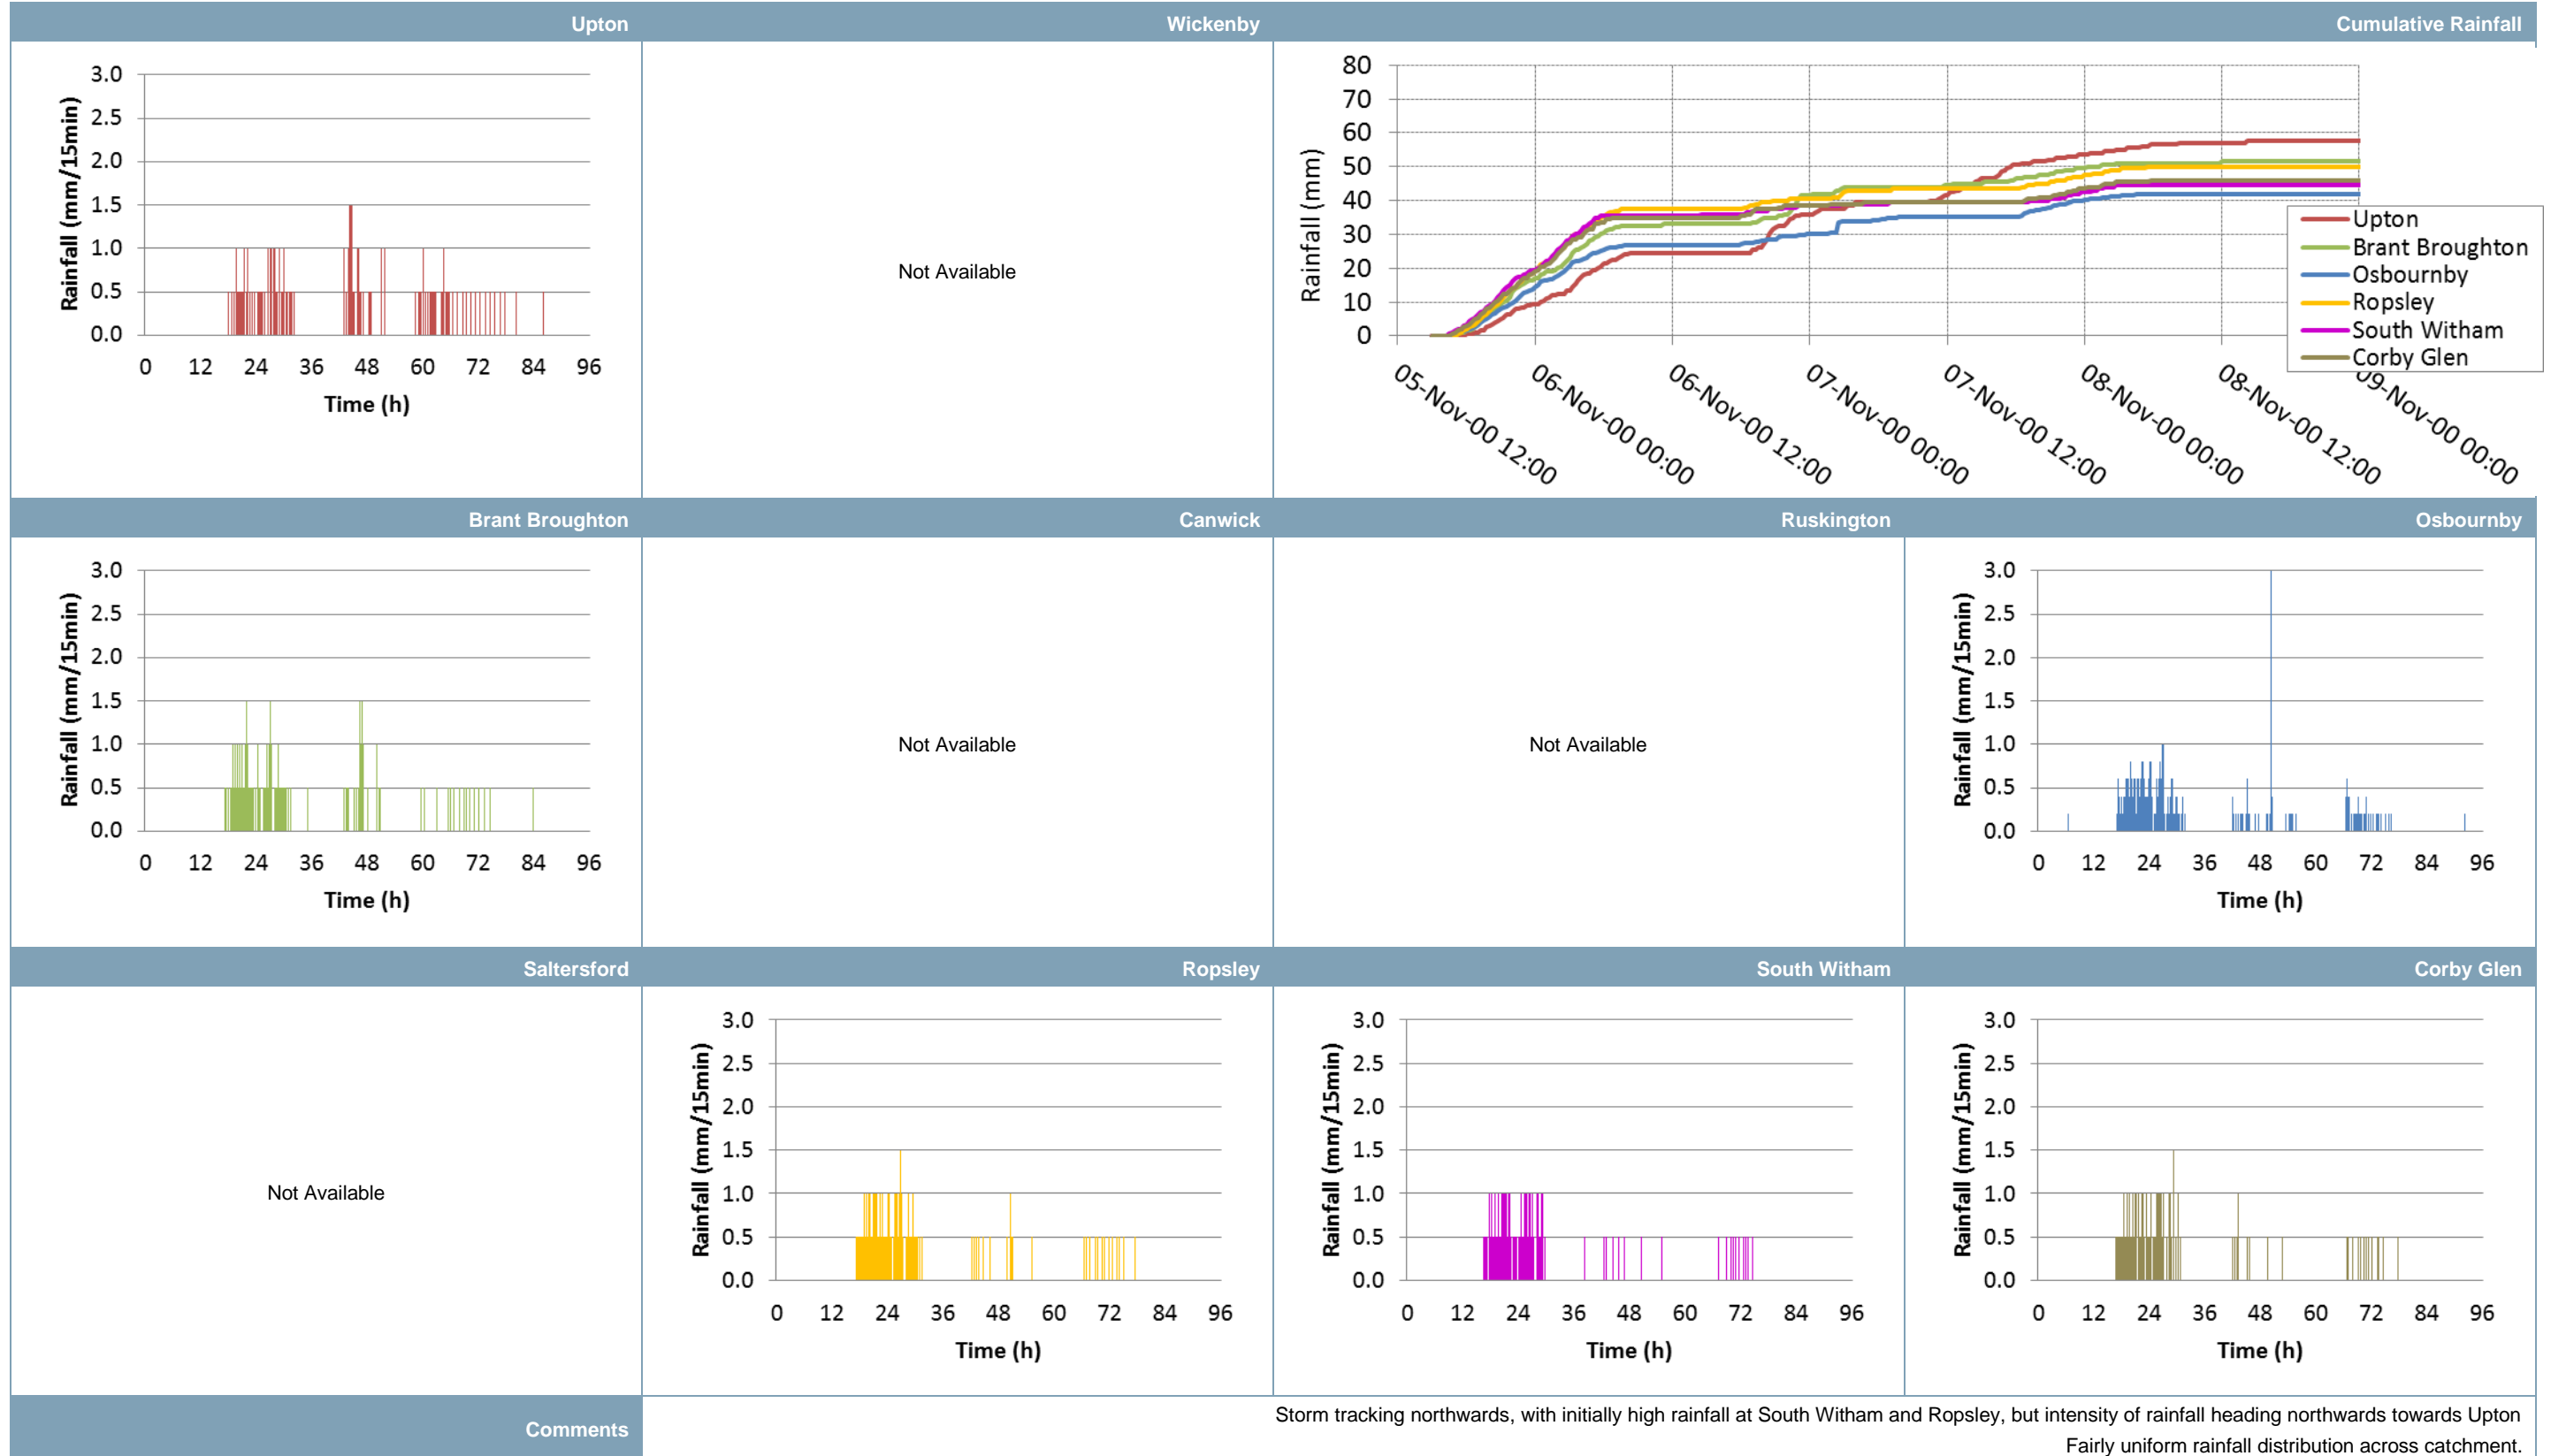 Upton
Wickenby
Cumulative Rainfall
Rainfall (mm/15min)
3.0
2.5
2.0
1.5
1.0
0.5
0.0
0 12 24 36 48 60 72 84 96
Time (h)
Not Available
Rainfall (mm)
80
70
60
50
40
30
20
10
0
05-Nov-00 12:00
06-Nov-00 00:00
06-Nov-00 12:00
07-Nov-00 00:00
07-Nov-00 12:00
08-Nov-00 00:00
08-Nov-00 12:00
09-Nov-00 00:00
Upton
Brant Broughton
Osbournby
Ropsley
South Witham
Corby Glen
Brant Broughton
Canwick
Ruskington
Osbournby
Rainfall (mm/15min)
3.0
2.5
2.0
1.5
1.0
0.5
0.0
0 12 24 36 48 60 72 84 96
Time (h)
Not Available
Not Available
Rainfall (mm/15min)
3.0
2.5
2.0
1.5
1.0
0.5
0.0
0 12 24 36 48 60 72 84 96
Time (h)
Saltersford
Ropsley
South Witham
Corby Glen
Not Available
Rainfall (mm/15min)
3.0
2.5
2.0
1.5
1.0
0.5
0.0
0 12 24 36 48 60 72 84 96
Time (h)
Rainfall (mm/15min)
3.0
2.5
2.0
1.5
1.0
0.5
0.0
0 12 24 36 48 60 72 84 96
Time (h)
Rainfall (mm/15min)
3.0
2.5
2.0
1.5
1.0
0.5
0.0
0 12 24 36 48 60 72 84 96
Time (h)
Comments
Storm tracking northwards, with initially high rainfall at South Witham and Ropsley, but intensity of rainfall heading northwards towards Upton
Fairly uniform rainfall distribution across catchment.